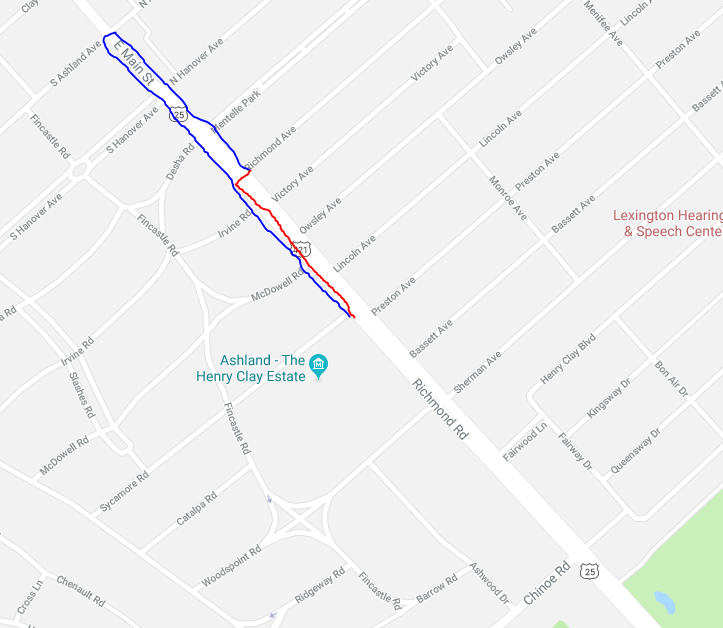 Clay
N H
S Ashland Ave
E Main St
N Hanover Ave
Menifee Ave
Lincoln
Owsley Ave
Victory Ave
Preston Ave
Bassett A
25
Mentelle Park
S Hanover Ave
Fincastle Rd
Desha Rd
Richmond Ave
Lincoln Ave
Preston Ave
Victory Ave
Monroe Ave
S Hanover Ave
Fincastle Rd
Irvine Rd
Owsley Ave
Bassett Ave
Lexington Hearing
& Speech Cente
421
Lincoln Ave
McDowell Rd
Preston Ave
a Rd
Irvine Rd
Bassett Ave
Ashland - The
Henry Clay Estate
Sherman Ave
Henry Clay Blvd
Bon Air Dr
Slashes Rd
Richmond Rd
Kingsway Dr
Fincastle Rd
McDowell Rd
Fairwood Ln
Fairway Dr
Queensway Dr
Sycamore Rd
Catalpa Rd
Woodspoint Rd
Ashwood Dr
Chinoe Rd
25
Cross Ln
Chenault Rd
Ridgeway Rd
Fincastle Rd
Barrow Rd